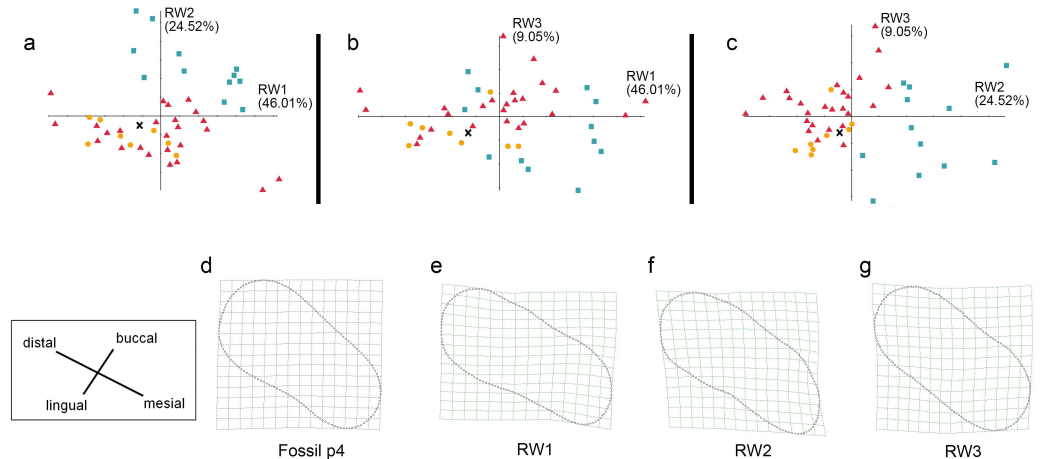 a
RW2
(24.52%)
RW1
(46.01%)
b
RW3
(9.05%)
RW1
(46.01%)
c
RW3
(9.05%)
RW2
(24.52%)
d
e
f
g
distal
buccal
lingual
mesial
Fossil p4
RW1
RW2
RW3